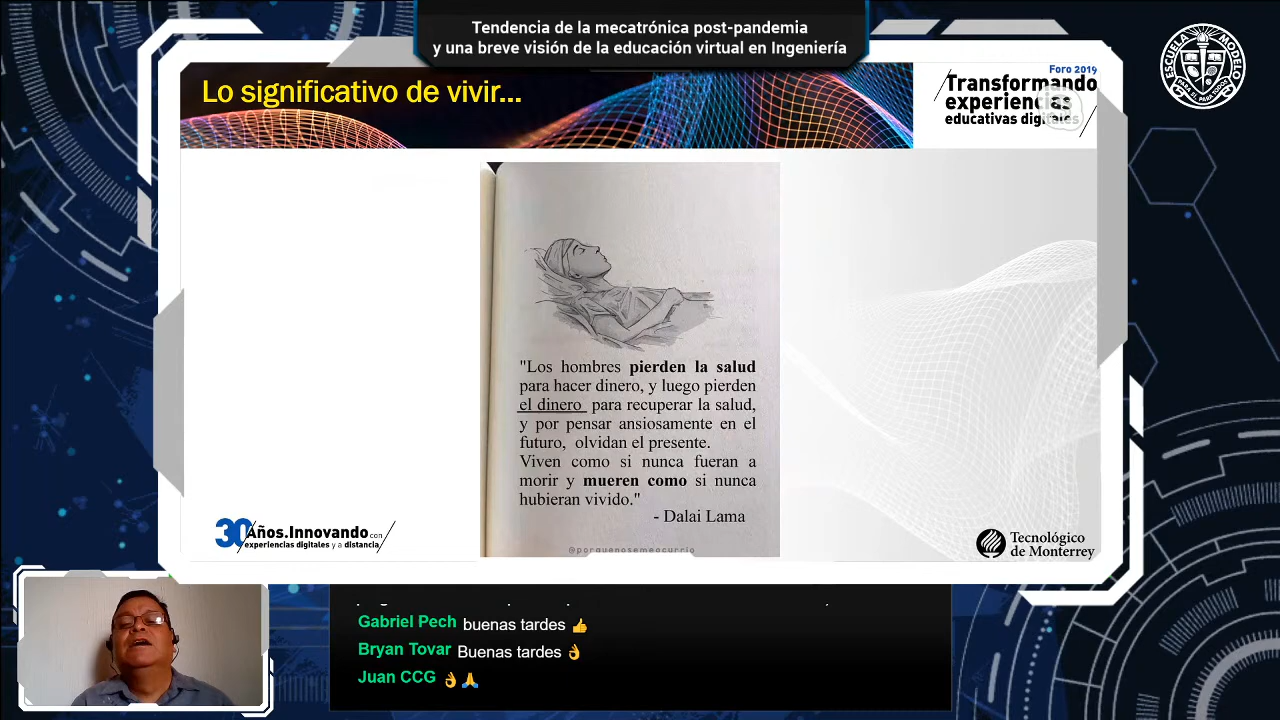 Tendencia de la mecatrónica post-pandemia
y una breve visión de la educación virtual en Ingeniería
ESCUELA MODELO
Lo significativo de vivir...
Foro 2019
Transformando
experiencias
educativas digitales
"Los hombres pierden la salud
para hacer dinero, y luego pierden
el dinero para recuperar la salud,
y por pensar ansiosamente en el
futuro, olvidan el presente.
Viven como si nunca fueran a
morir y mueren como si nunca
hubieran vivido."
- Dalai Lama
@porquenosemeocurrio
30 Años.Innovando con
experiencias digitales y a distancia
Tecnológico
de Monterrey
Gabriel Pech buenas tardes 👍
Bryan Tovar Buenas tardes 👌
Juan CCG 👌 🙏